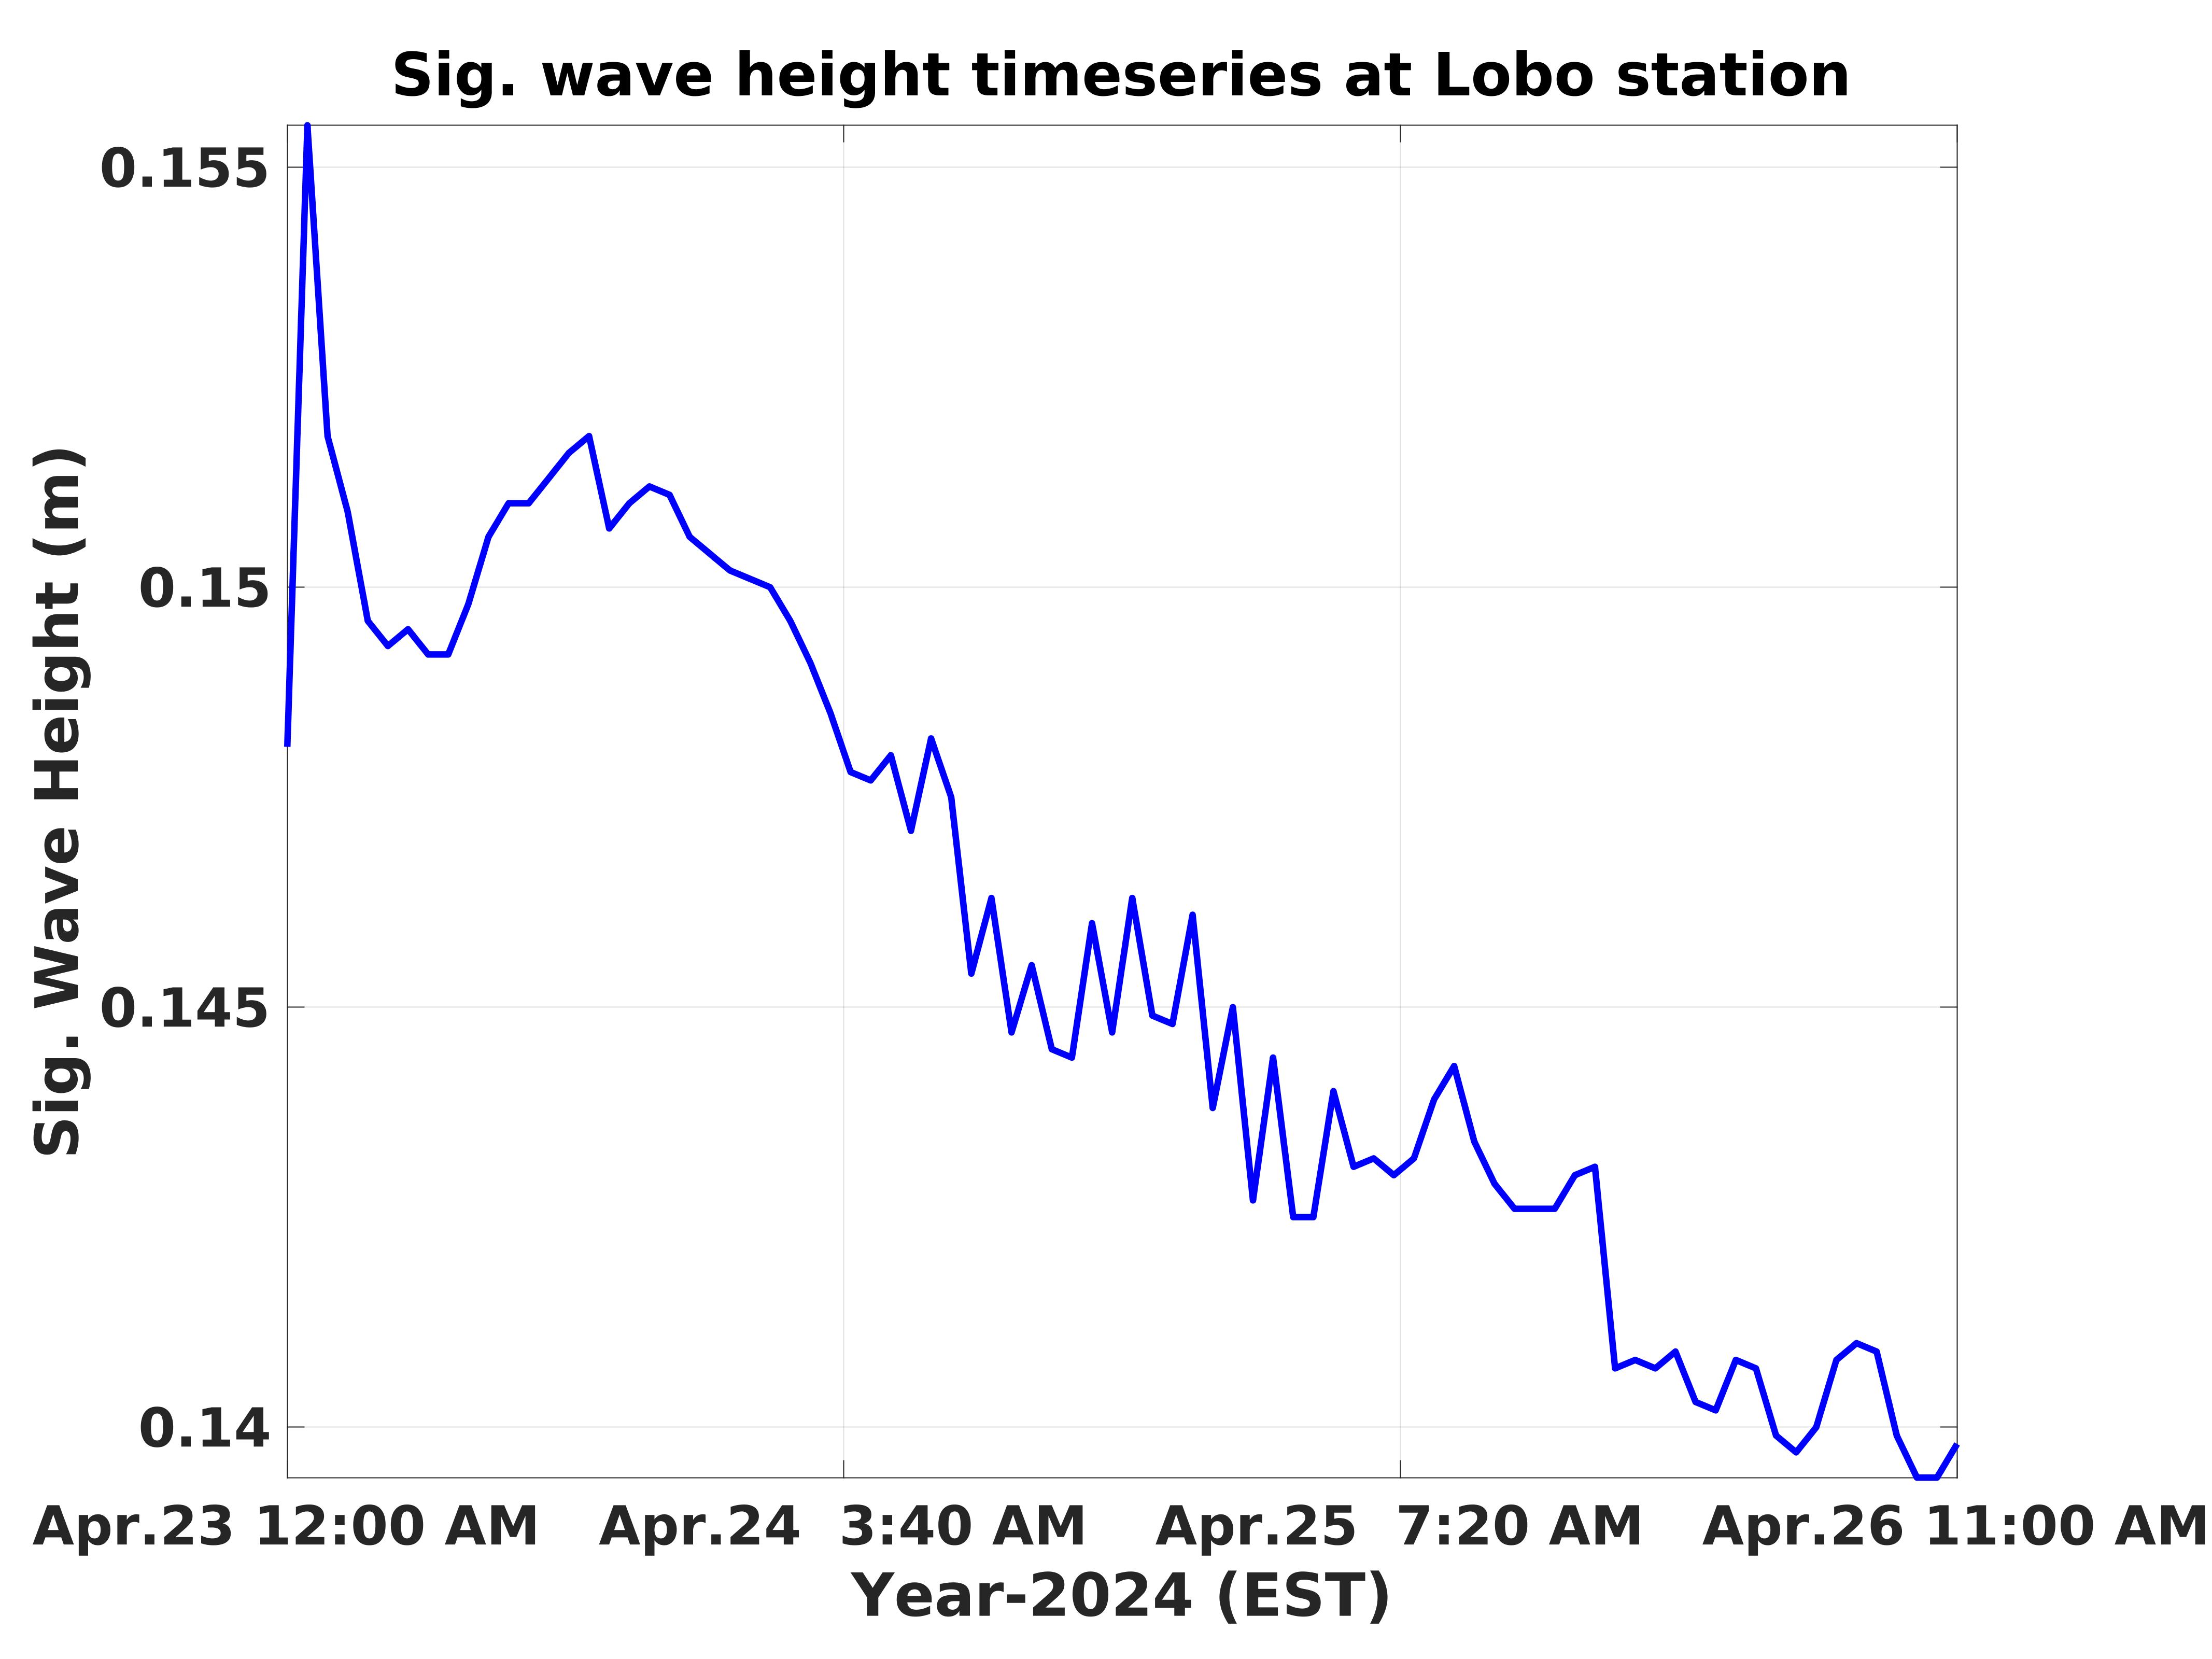 Sig. wave height timeseries at Lobo station
0.155
0.15
0.145
0.14
Sig. Wave Height (m)
Apr.23 12:00 AM Apr.24 3:40 AM Apr.25 7:20 AM Apr.26 11:00 AM
Year-2024 (EST)